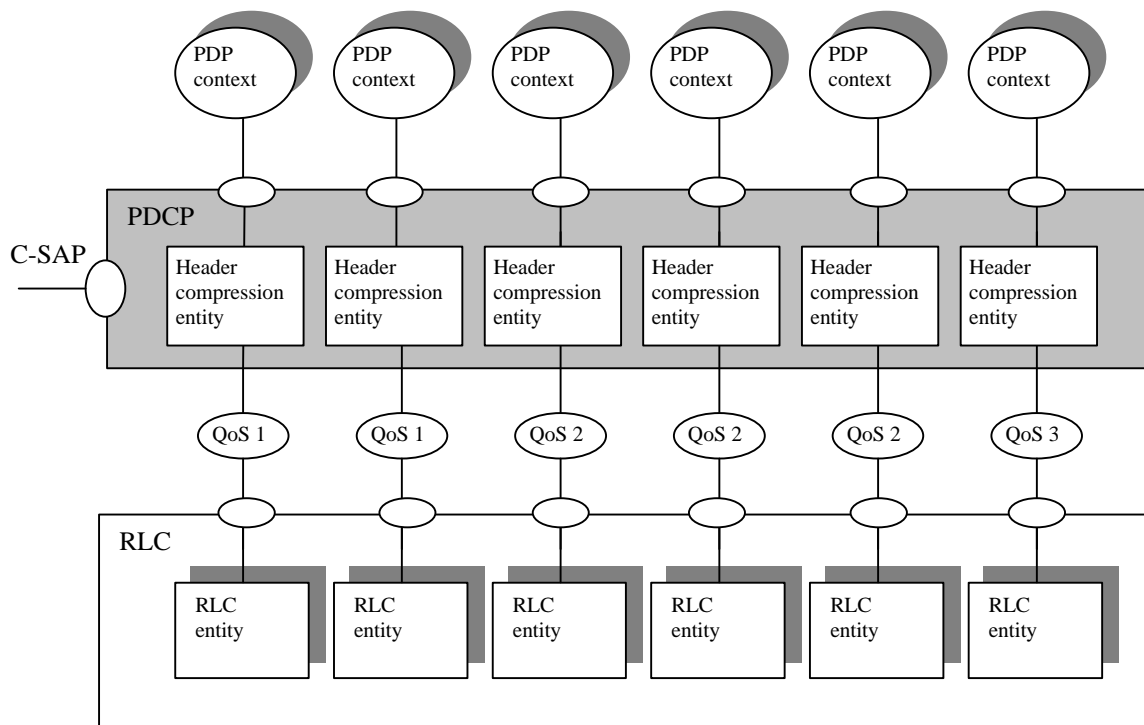 PDP
context
PDP
context
PDP
context
PDP
context
PDP
context
PDP
context
PDCP
C-SAP
Header
compression
entity
Header
compression
entity
Header
compression
entity
Header
compression
entity
Header
compression
entity
Header
compression
entity
QoS 1
QoS 1
QoS 2
QoS 2
QoS 2
QoS 3
RLC
RLC
entity
RLC
entity
RLC
entity
RLC
entity
RLC
entity
RLC
entity